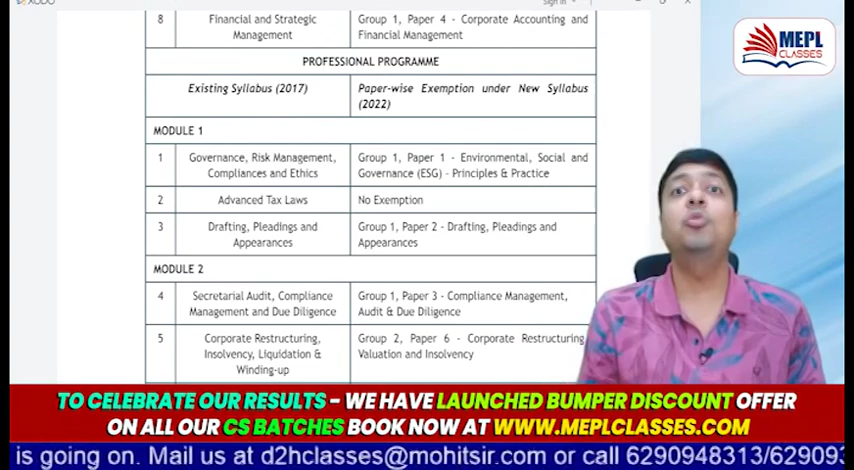 XODO
Sign in
8 Financial and Strategic Group 1, Paper 4 - Corporate Accounting and
Management Financial Management
PROFESSIONAL PROGRAMME
Existing Syllabus (2017) Paper-wise Exemption under New Syllabus
(2022)
MODULE 1
1 Governance, Risk Management, Group 1, Paper 1 - Environmental, Social and
Compliances and Ethics Governance (ESG) - Principles & Practice
2 Advanced Tax Laws No Exemption
3 Drafting, Pleadings and Group 1, Paper 2 - Drafting, Pleadings and
Appearances Appearances
MODULE 2
4 Secretarial Audit, Compliance Group 1, Paper 3 - Compliance Management,
Management and Due Diligence Audit & Due Diligence
5 Corporate Restructuring, Group 2, Paper 6 - Corporate Restructuring,
Insolvency, Liquidation & Valuation and Insolvency
Winding-up
MEPL
CLASSES
TO CELEBRATE OUR RESULTS - WE HAVE LAUNCHED BUMPER DISCOUNT OFFER
ON ALL OUR CS BATCHES BOOK NOW AT WWW.MEPLCLASSES.COM
is going on. Mail us at d2hclasses@mohitsir.com or call 6290948313/62909